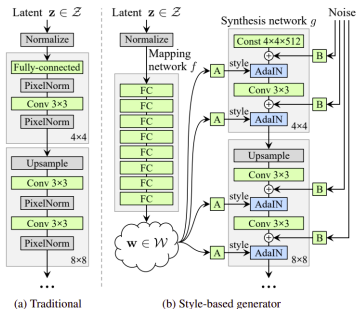 Latent z ∈ Z
Normalize
Fully-connected
PixelNorm
Conv 3×3
PixelNorm
4×4
Upsample
Conv 3×3
PixelNorm
Conv 3×3
PixelNorm
8×8
...
(a) Traditional
Latent z ∈ Z
Normalize
Mapping
network f
FC
FC
FC
FC
FC
FC
FC
FC
w ∈ W
A
style
A
style
A
style
A
style
Synthesis network g
Noise
Const 4×4×512
B
AdaIN
Conv 3×3
B
AdaIN
4×4
Upsample
Conv 3×3
B
AdaIN
Conv 3×3
B
AdaIN
8×8
...
(b) Style-based generator